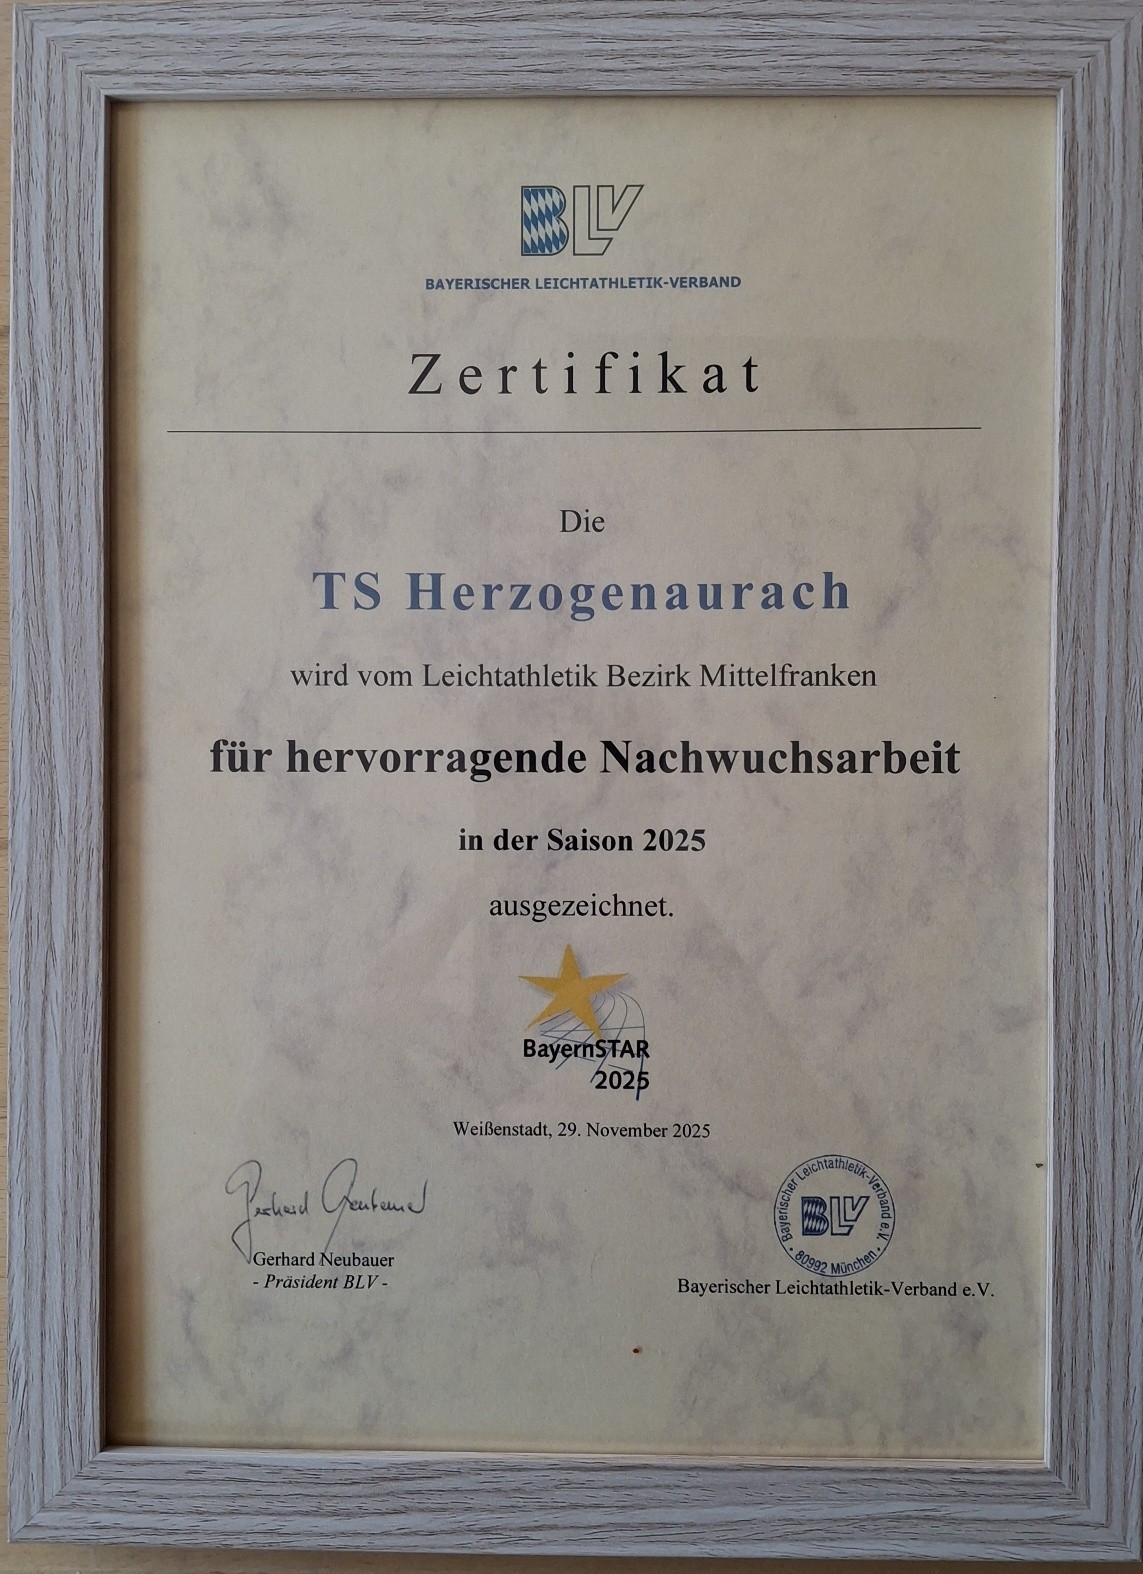 BLV
BAYERISCHER LEICHTATHLETIK-VERBAND
Zertifikat
Die
TS Herzogenaurach
wird vom Leichtathletik Bezirk Mittelfranken
für hervorragende Nachwuchsarbeit
in der Saison 2025
ausgezeichnet.
BayernSTAR
2025
Weißenstadt, 29. November 2025
Gerhard Neubauer
Gerhard Neubauer
- Präsident BLV -
Bayerischer Leichtathletik-Verband e.V.
BLV
• 80992 München •
Bayerischer Leichtathletik-Verband e.V.